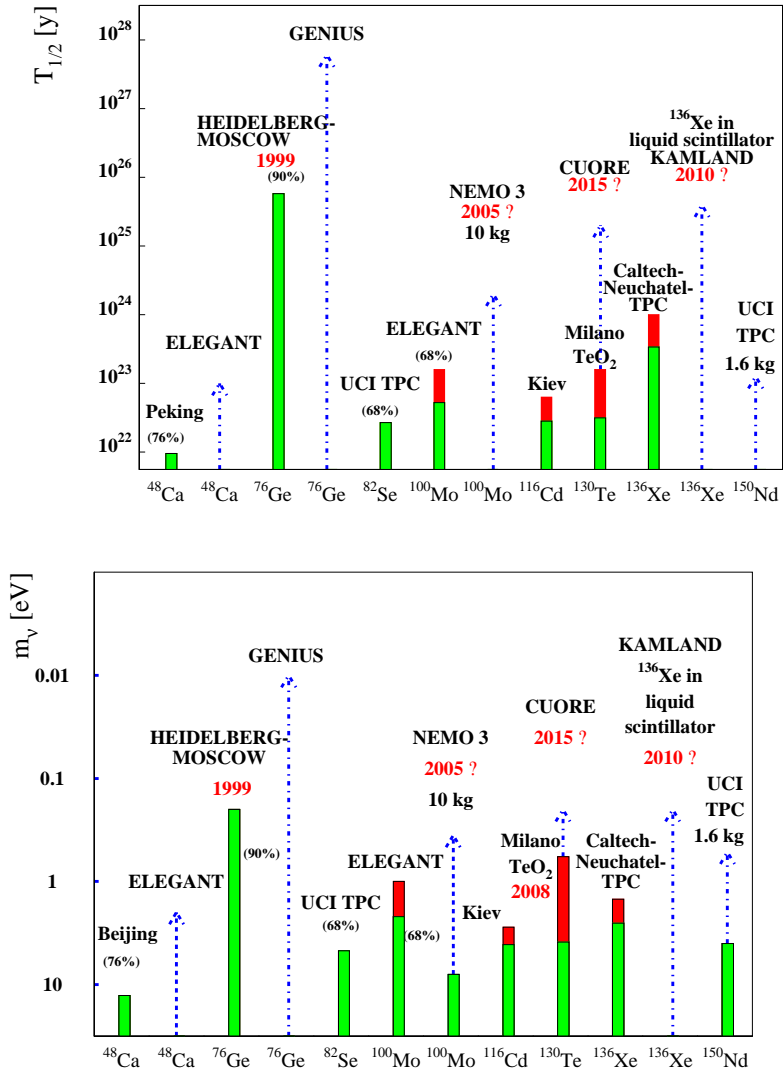 T1/2 [y]
10^28
10^27
10^26
10^25
10^24
10^23
10^22
GENIUS
HEIDELBERG-
MOSCOW
1999
(90%)
136Xe in
liquid scintillator
KAMLAND
2010 ?
CUORE
2015 ?
NEMO 3
2005 ?
10 kg
Caltech-
Neuchatel-
TPC
UCI
TPC
1.6 kg
ELEGANT
ELEGANT
(68%)
Milano
TeO2
Kiev
UCI TPC
(68%)
Peking
(76%)
48Ca 48Ca 76Ge 76Ge 82Se 100Mo 100Mo 116Cd 130Te 136Xe 136Xe 150Nd
mν [eV]
0.01
0.1
1
10
GENIUS
KAMLAND
136Xe in
liquid
scintillator
2010 ?
CUORE
2015 ?
HEIDELBERG-
MOSCOW
1999
(90%)
NEMO 3
2005 ?
10 kg
UCI
TPC
1.6 kg
Milano
TeO2
2008
Caltech-
Neuchatel-
TPC
ELEGANT
(68%)
ELEGANT
UCI TPC
(68%)
Kiev
Beijing
(76%)
48Ca 48Ca 76Ge 76Ge 82Se 100Mo 100Mo 116Cd 130Te 136Xe 136Xe 150Nd